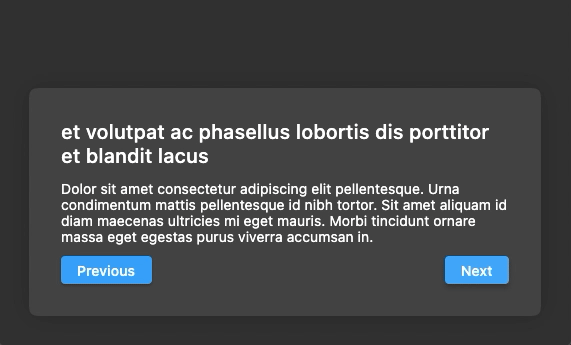 et volutpat ac phasellus lobortis dis porttitor
et blandit lacus
Dolor sit amet consectetur adipiscing elit pellentesque. Urna
condimentum mattis pellentesque id nibh tortor. Sit amet aliquam id
diam maecenas ultricies mi eget mauris. Morbi tincidunt ornare
massa eget egestas purus viverra accumsan in.
Previous
Next